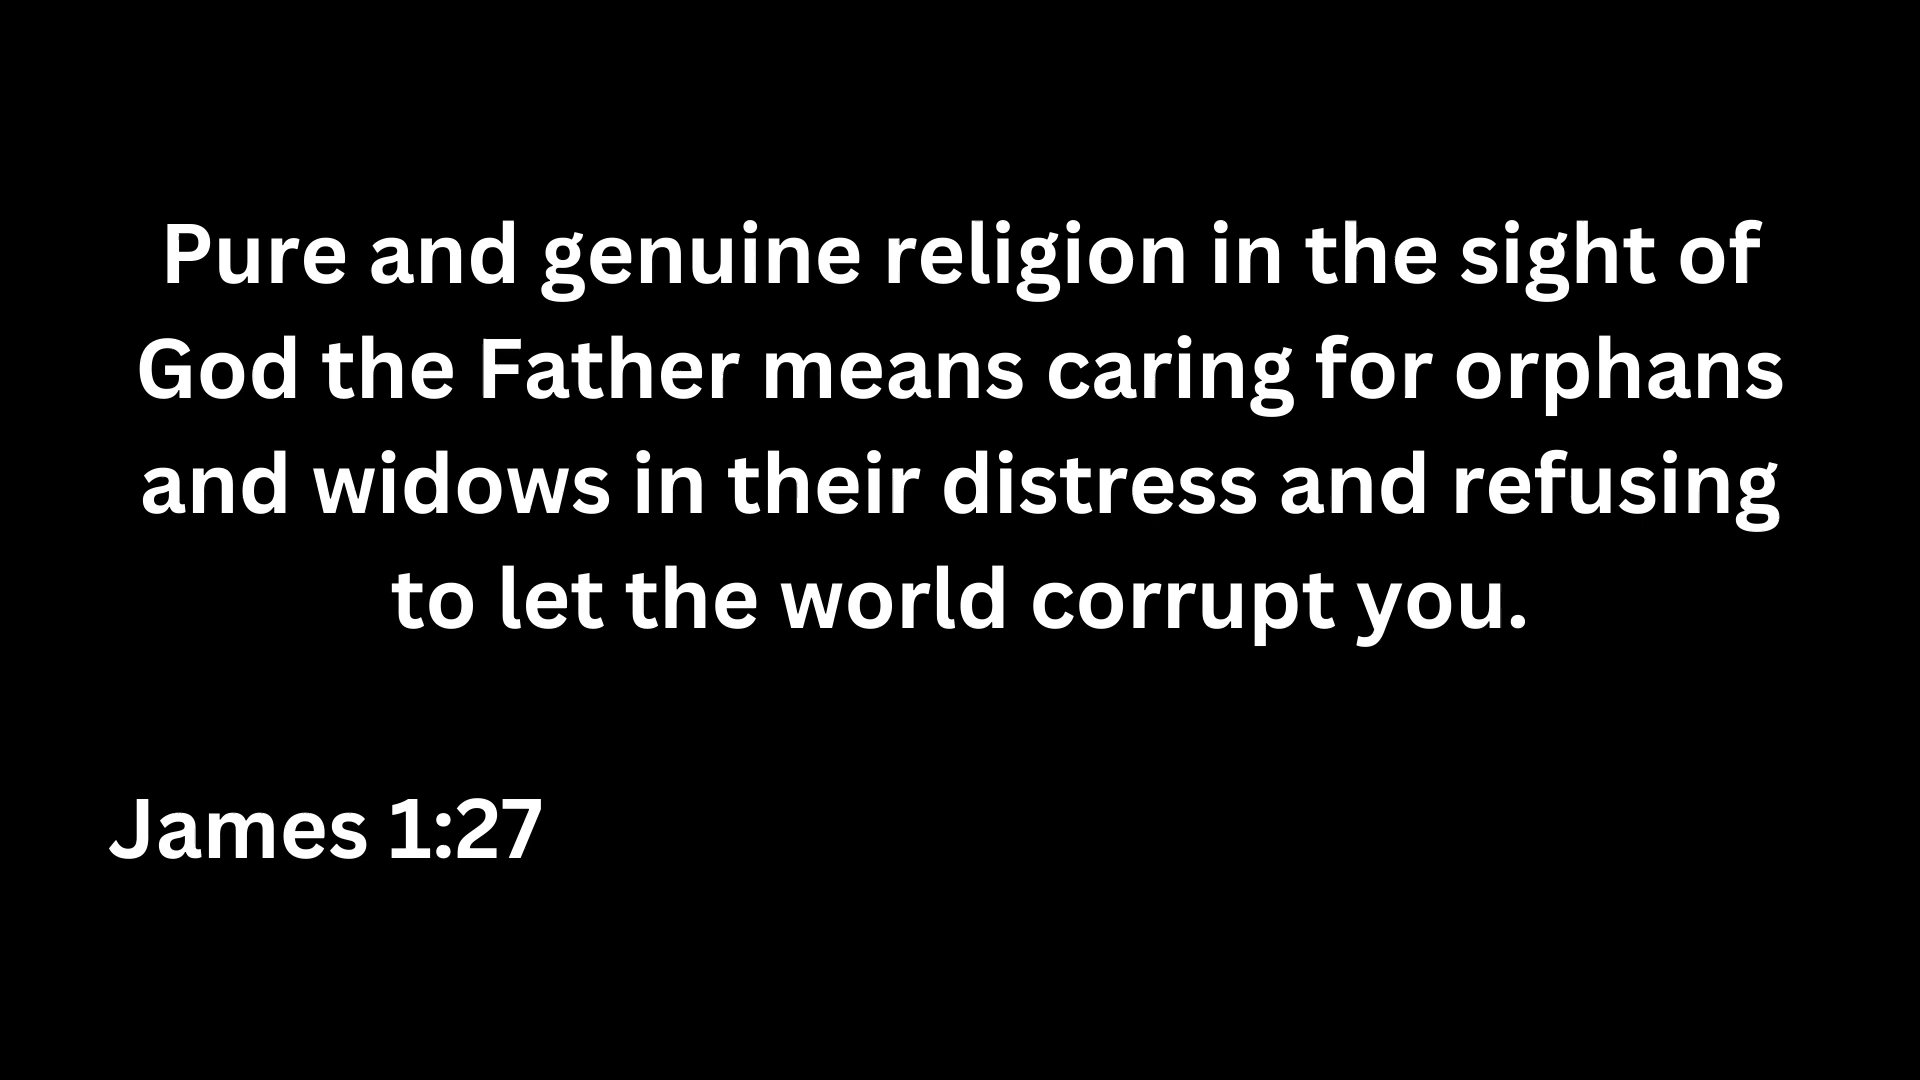 Pure and genuine religion in the sight of
God the Father means caring for orphans
and widows in their distress and refusing
to let the world corrupt you.
James 1:27